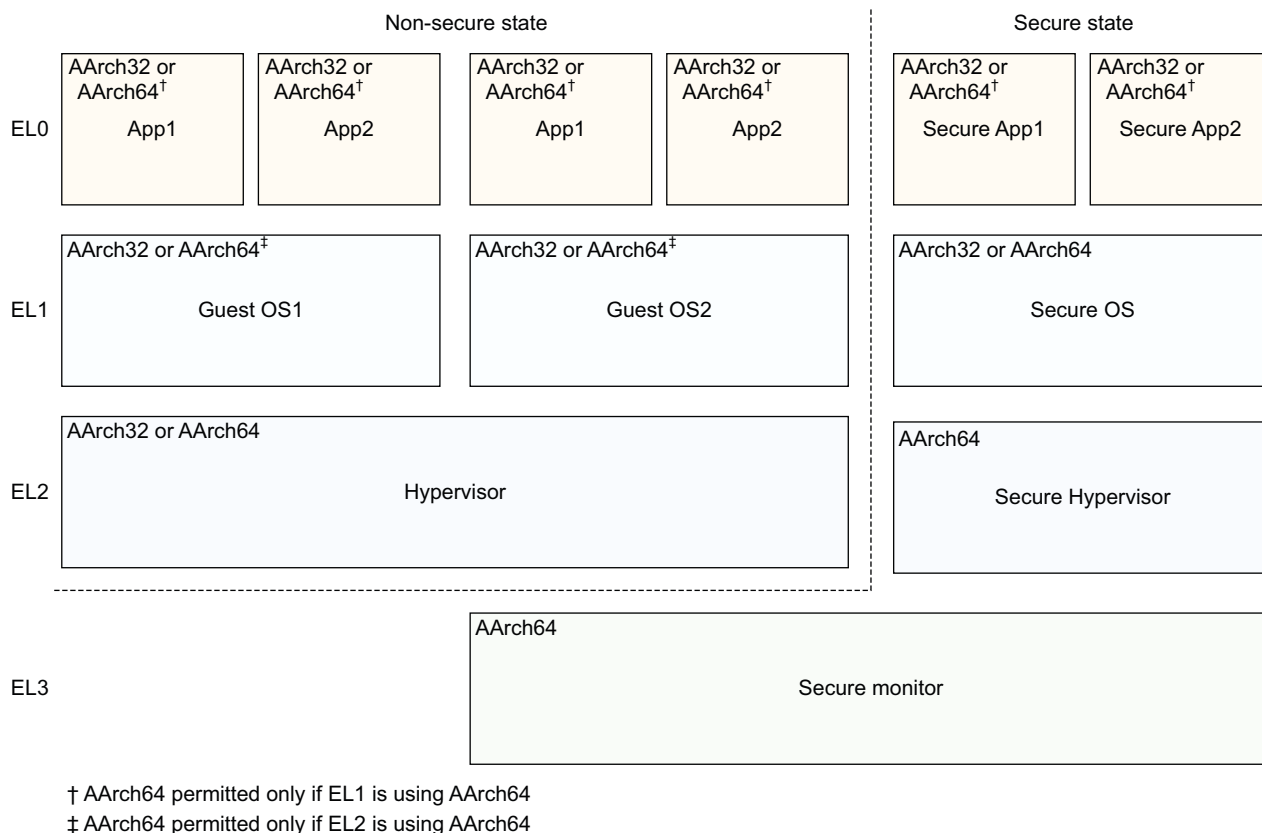 Non-secure state
Secure state
AArch32 or
AArch64†
App1
AArch32 or
AArch64†
App2
AArch32 or
AArch64†
App1
AArch32 or
AArch64†
App2
AArch32 or
AArch64†
Secure App1
AArch32 or
AArch64†
Secure App2
EL0
AArch32 or AArch64‡
Guest OS1
AArch32 or AArch64‡
Guest OS2
AArch32 or AArch64
Secure OS
EL1
AArch32 or AArch64
Hypervisor
AArch64
Secure Hypervisor
EL2
AArch64
Secure monitor
EL3
† AArch64 permitted only if EL1 is using AArch64
‡ AArch64 permitted only if EL2 is using AArch64